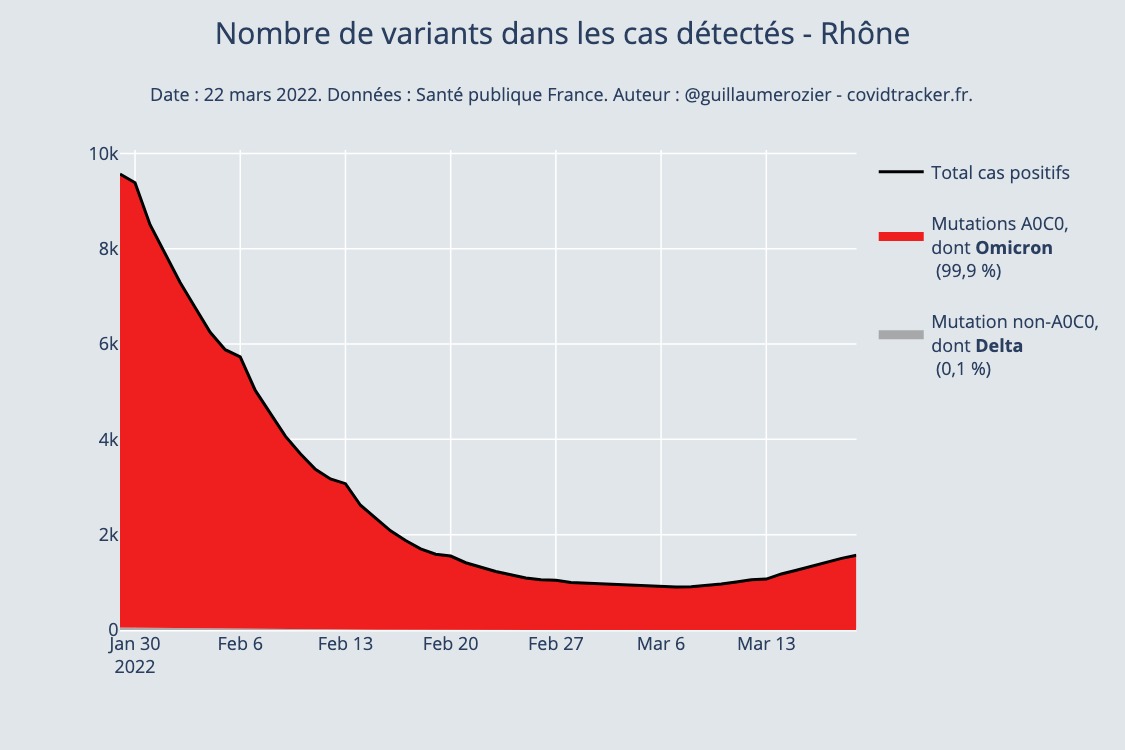 Nombre de variants dans les cas détectés - Rhône
Date : 22 mars 2022. Données : Santé publique France. Auteur : @guillaumerozier - covidtracker.fr.
10k
8k
6k
4k
2k
0
Jan 30
2022
Feb 6
Feb 13
Feb 20
Feb 27
Mar 6
Mar 13
Total cas positifs
Mutations A0C0,
dont Omicron
(99,9 %)
Mutation non-A0C0,
dont Delta
(0,1 %)